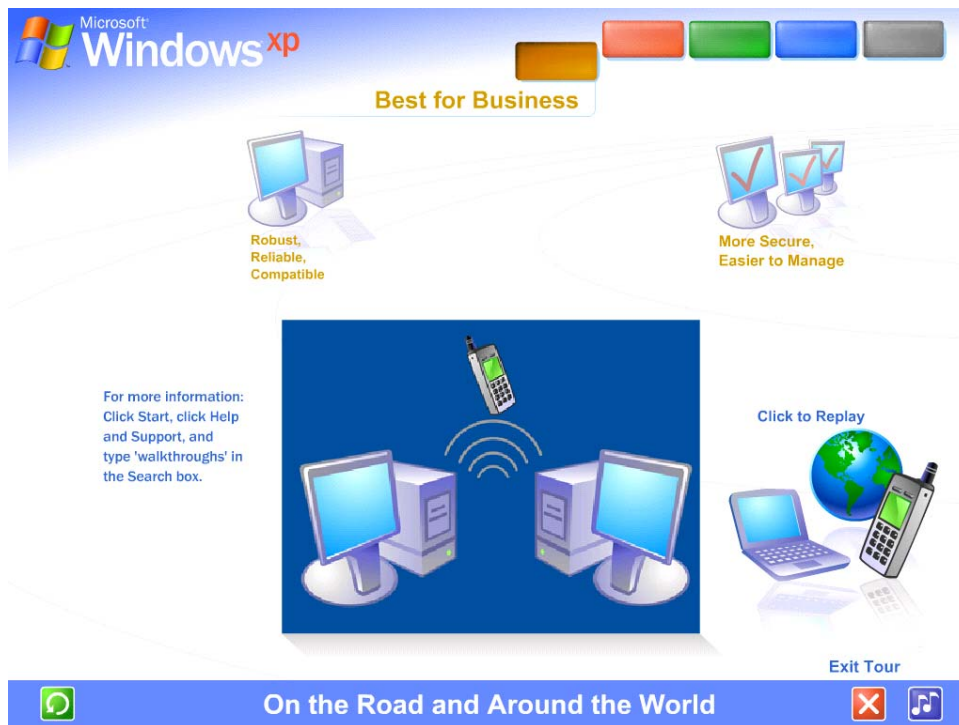 Microsoft
Windows xp
Best for Business
Robust,
Reliable,
Compatible
More Secure,
Easier to Manage
For more information:
Click Start, click Help
and Support, and
type 'walkthroughs' in
the Search box.
Click to Replay
Exit Tour
On the Road and Around the World